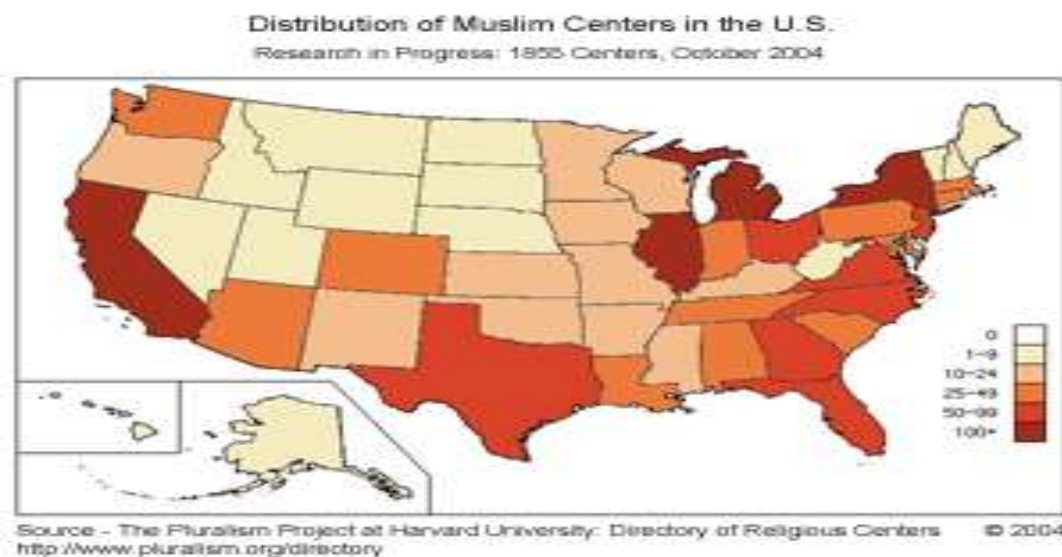 Distribution of Muslim Centers in the U.S.
Research in Progress: Centers, October 2004
0
1-9
10-24
25-49
50-99
100+
Source - The Pluralism Project at Harvard University: Directory of Religious Centers © 2004
http://www.pluralism.org/directory